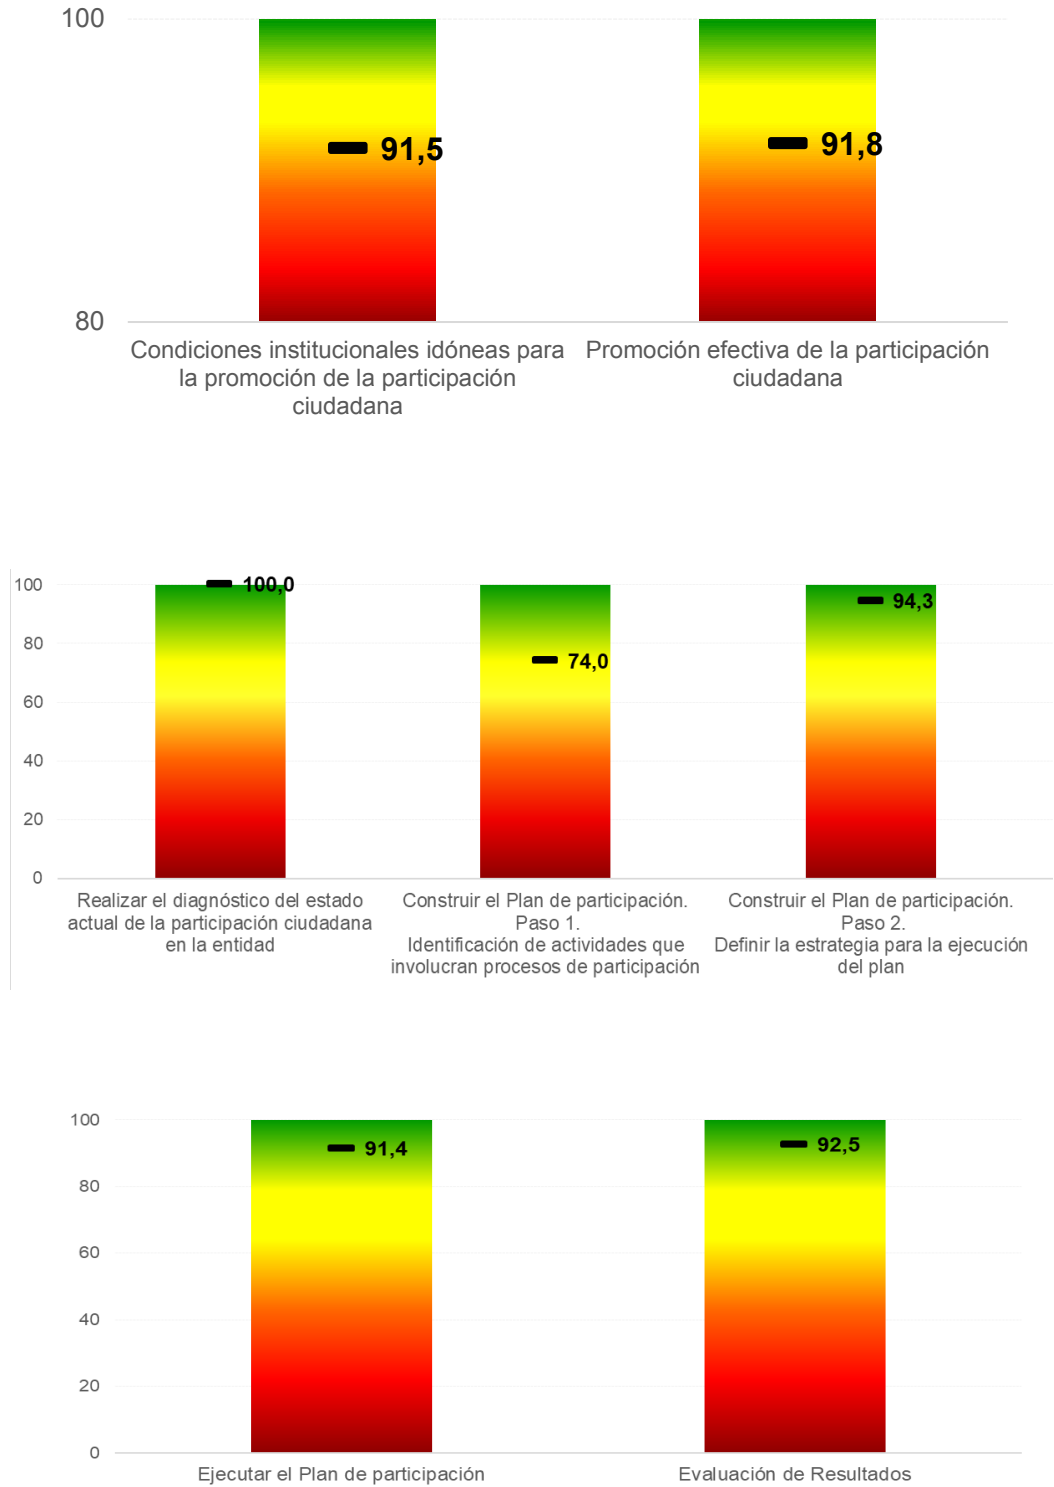 100
91,5
91,8
80
Condiciones institucionales idóneas para
la promoción de la participación
ciudadana
Promoción efectiva de la participación
ciudadana
100
80
60
40
20
0
100,0
74,0
94,3
Realizar el diagnóstico del estado
actual de la participación ciudadana
en la entidad
Construir el Plan de participación.
Paso 1.
Identificación de actividades que
involucran procesos de participación
Construir el Plan de participación.
Paso 2.
Definir la estrategia para la ejecución
del plan
100
80
60
40
20
0
91,4
92,5
Ejecutar el Plan de participación
Evaluación de Resultados